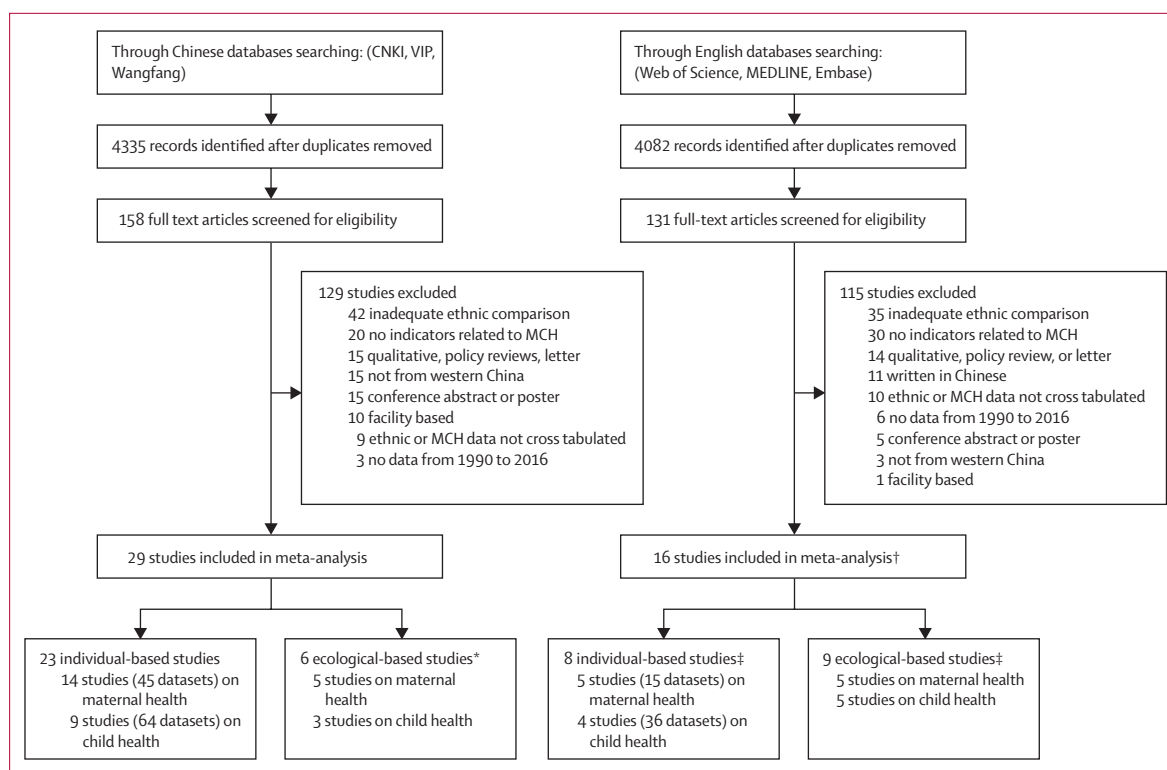 Through Chinese databases searching: (CNKI, VIP,
Wangfang)
4335 records identified after duplicates removed
158 full text articles screened for eligibility
129 studies excluded
42 inadequate ethnic comparison
20 no indicators related to MCH
15 qualitative, policy reviews, letter
15 not from western China
15 conference abstract or poster
10 facility based
9 ethnic or MCH data not cross tabulated
3 no data from 1990 to 2016
29 studies included in meta-analysis
23 individual-based studies
14 studies (45 datasets) on
maternal health
9 studies (64 datasets) on
child health
6 ecological-based studies*
5 studies on maternal
health
3 studies on child health
Through English databases searching:
(Web of Science, MEDLINE, Embase)
4082 records identified after duplicates removed
131 full-text articles screened for eligibility
115 studies excluded
35 inadequate ethnic comparison
30 no indicators related to MCH
14 qualitative, policy review, or letter
11 written in Chinese
10 ethnic or MCH data not cross tabulated
6 no data from 1990 to 2016
5 conference abstract or poster
3 not from western China
1 facility based
16 studies included in meta-analysis†
8 individual-based studies‡
5 studies (15 datasets) on
maternal health
4 studies (36 datasets) on
child health
9 ecological-based studies‡
5 studies on maternal health
5 studies on child health